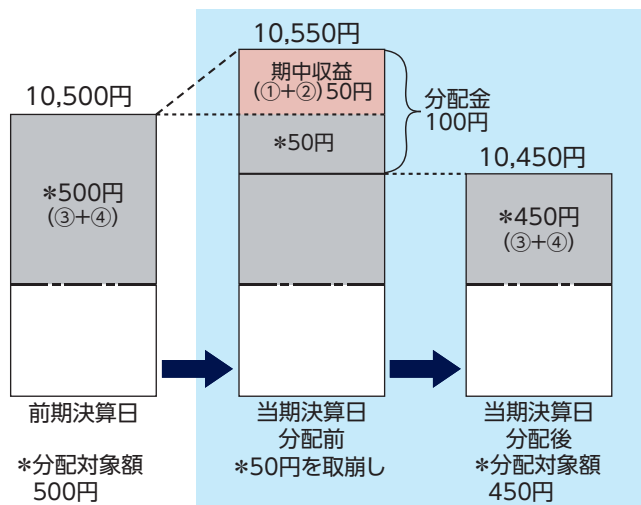 10,500円
*500円
(③+④)
前期決算日
*分配対象額
500円
10,550円
期中収益
(①+②)50円
*50円
分配金
100円
当期決算日
分配前
*50円を取崩し
10,450円
*450円
(③+④)
当期決算日
分配後
*分配対象額
450円